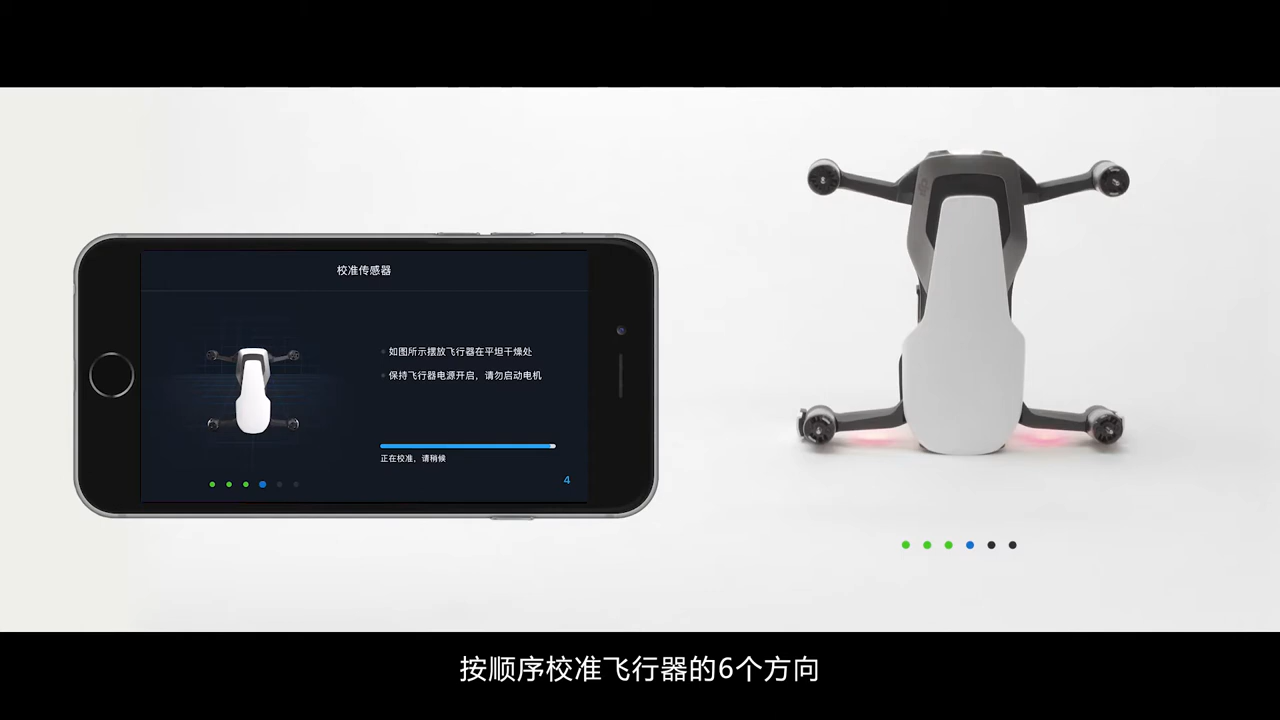 校准传感器
如图所示摆放飞行器在平坦干燥处
保持飞行器电源开启，请勿启动电机
正在校准，请稍候
4
按顺序校准飞行器的6个方向